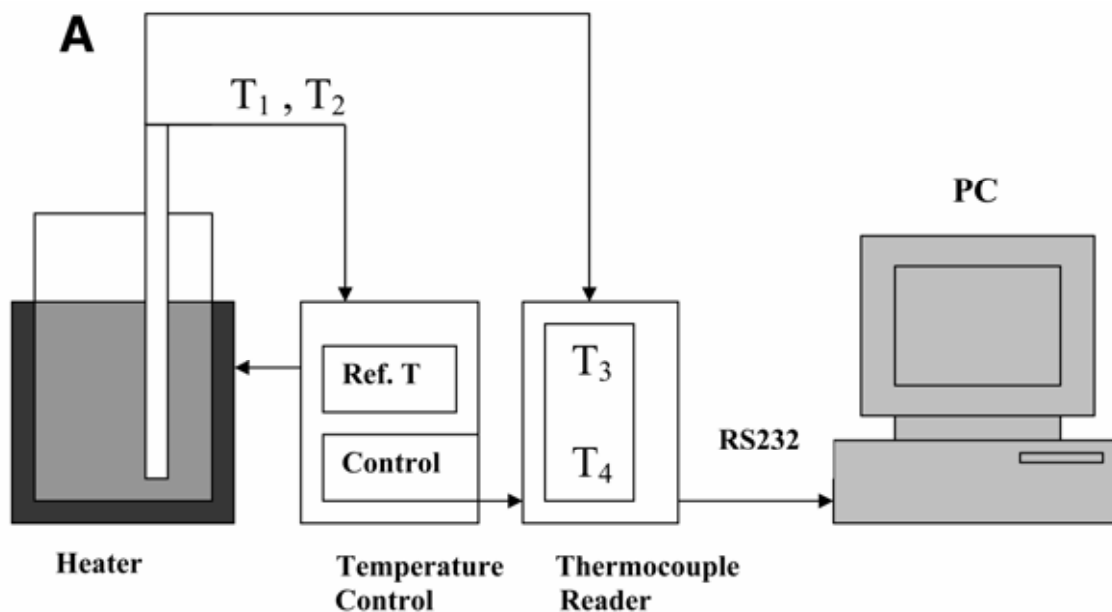 A
T₁ , T₂
PC
Ref. T
Control
T₃
T₄
RS232
Heater
Temperature
Control
Thermocouple
Reader